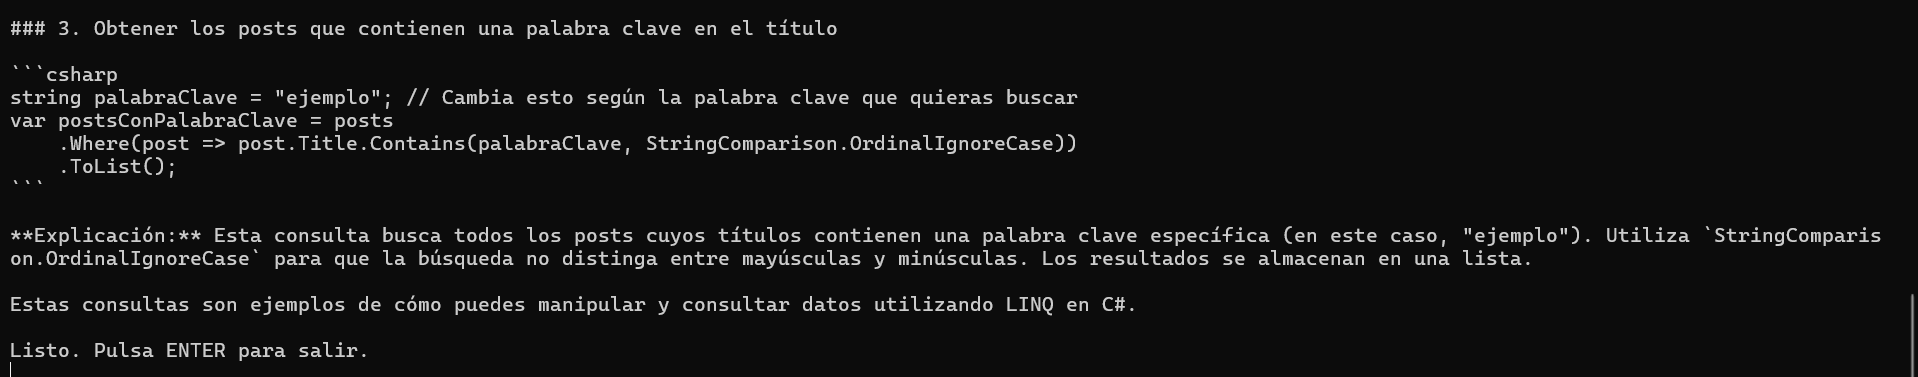 ### 3. Obtener los posts que contienen una palabra clave en el título
```csharp
string palabraClave = "ejemplo"; // Cambia esto según la palabra clave que quieras buscar
var postsConPalabraClave = posts
    .Where(post => post.Title.Contains(palabraClave, StringComparison.OrdinalIgnoreCase))
    .ToList();
```
**Explicación:** Esta consulta busca todos los posts cuyos títulos contienen una palabra clave específica (en este caso, "ejemplo"). Utiliza `StringComparis
on.OrdinalIgnoreCase` para que la búsqueda no distinga entre mayúsculas y minúsculas. Los resultados se almacenan en una lista.
Estas consultas son ejemplos de cómo puedes manipular y consultar datos utilizando LINQ en C#.
Listo. Pulsa ENTER para salir.